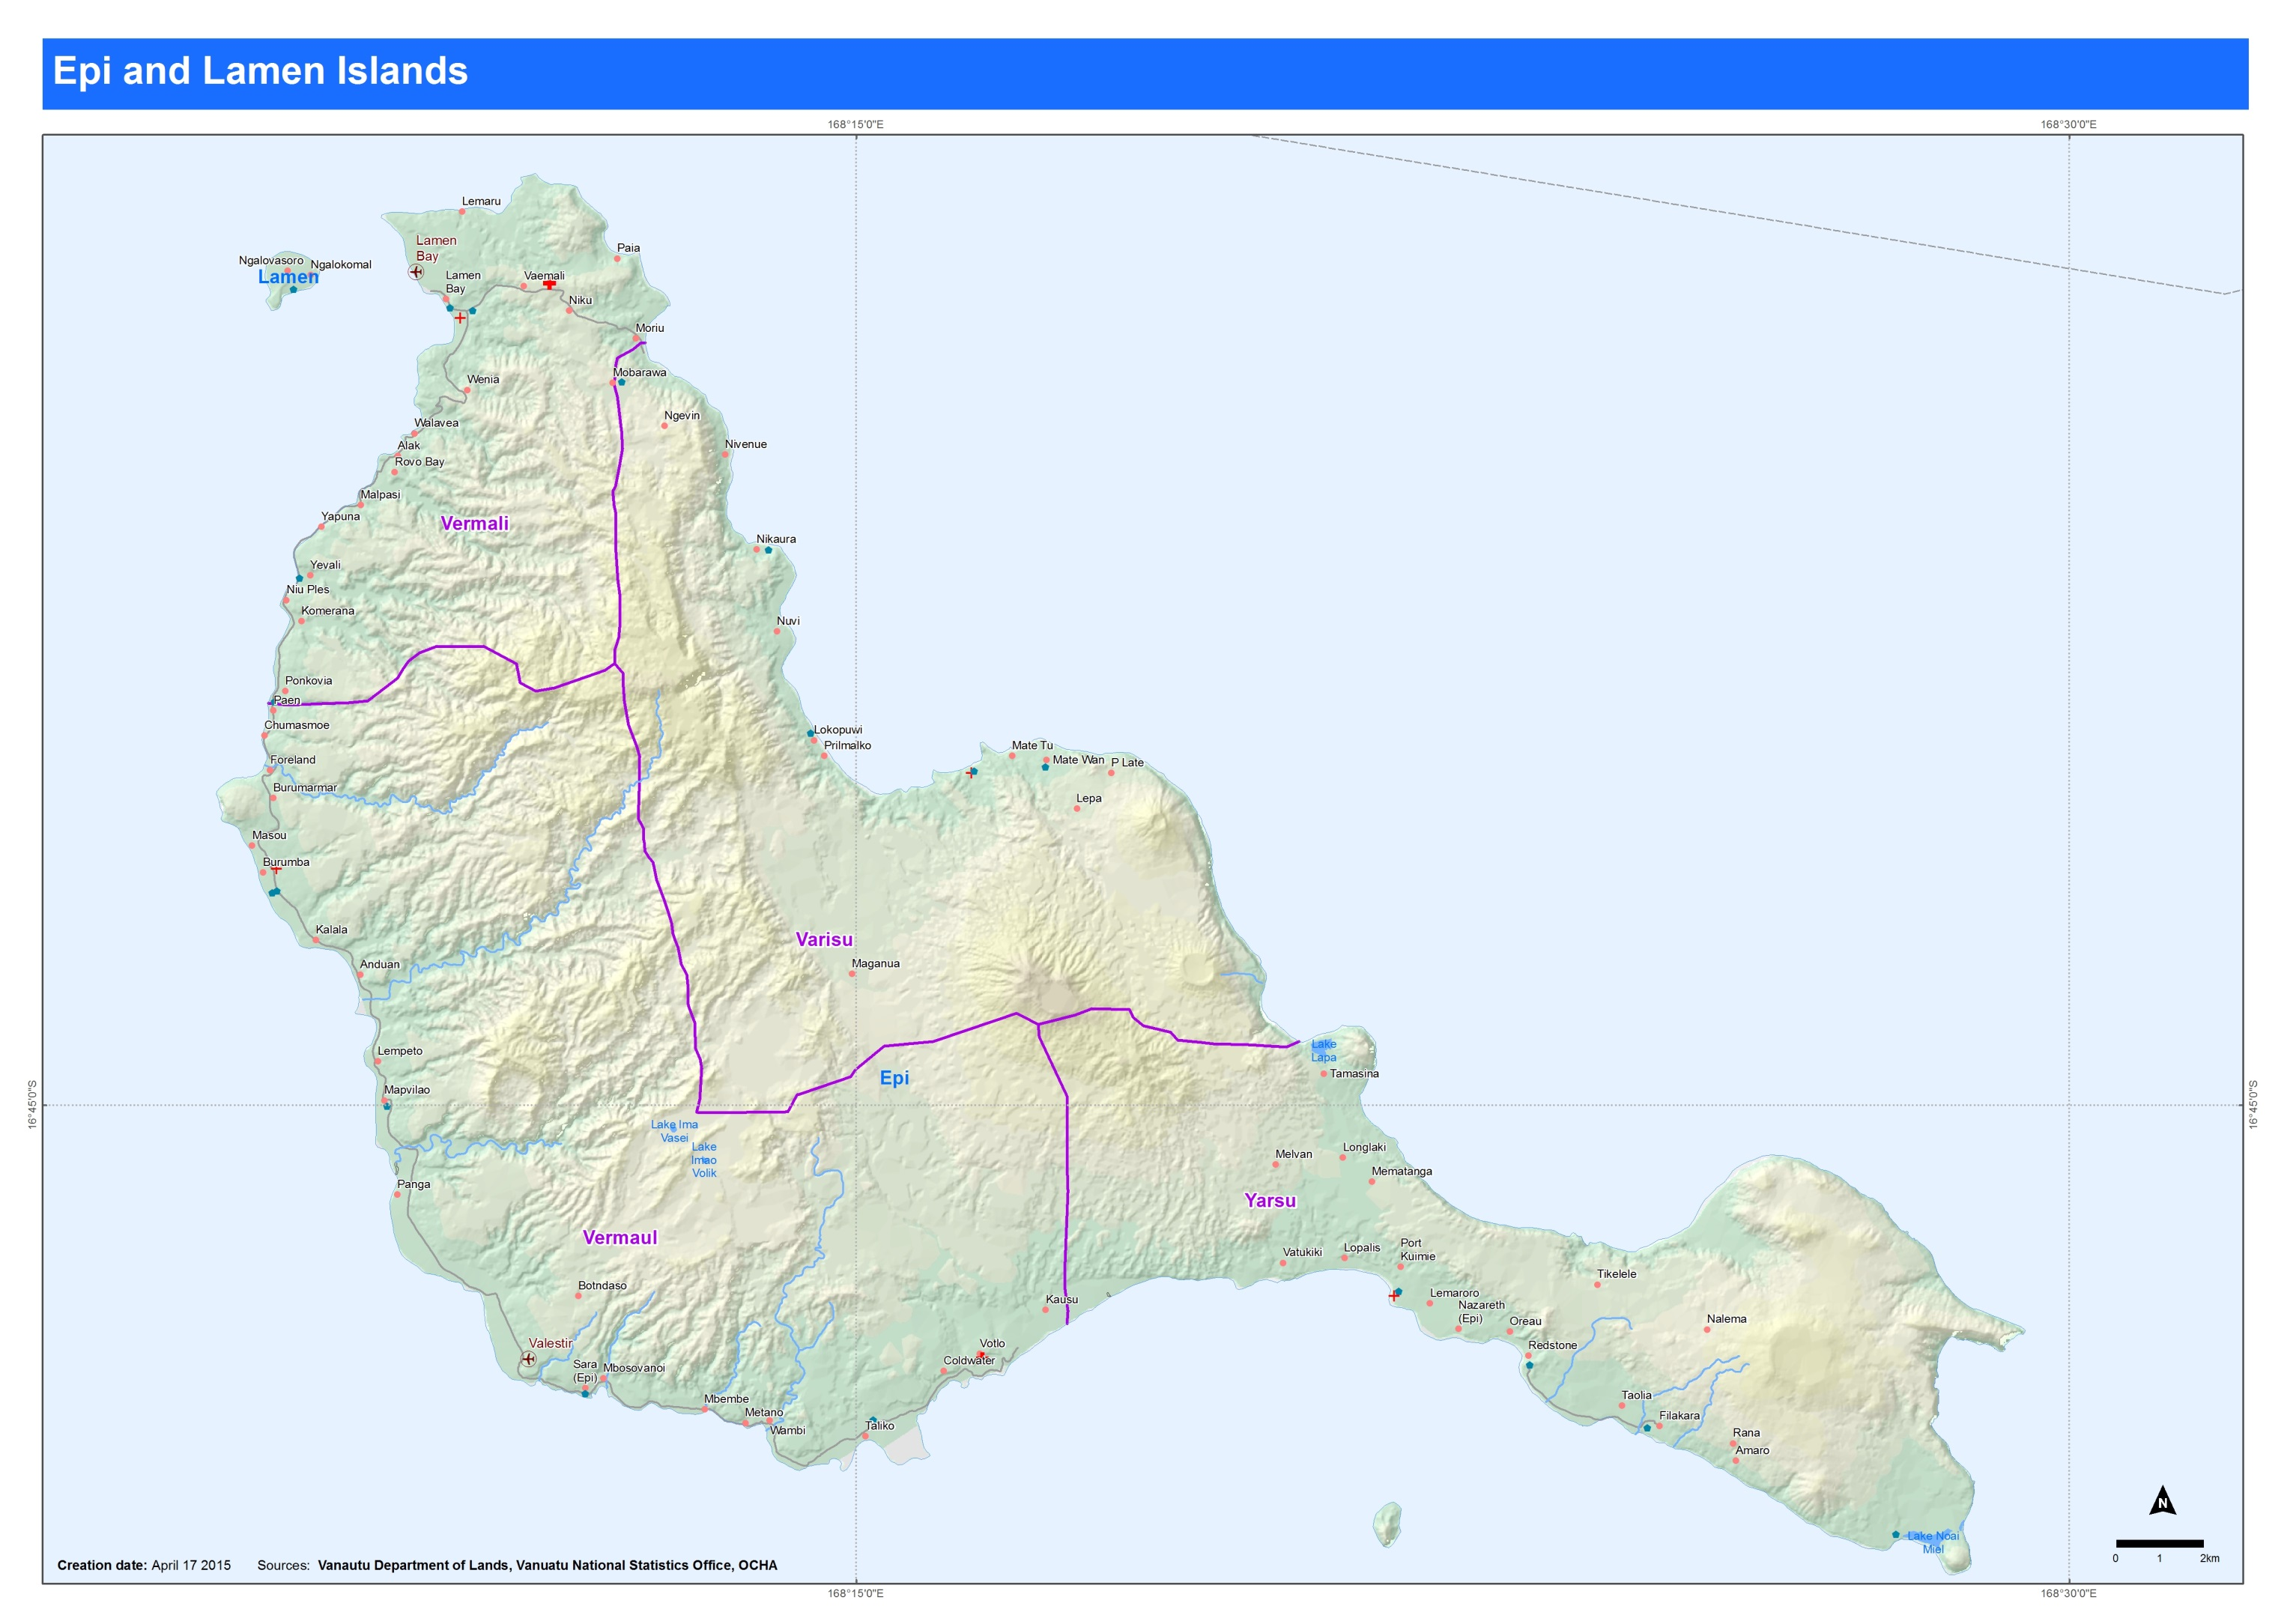 Epi and Lamen Islands
168°15'0"E
168°30'0"E
Lemaru
Lamen
Bay
Paia
Ngalovasoro
Ngalokomal
Lamen
Lamen
Bay
Vaemali
Niku
Moriu
Mobarawa
Wenia
Ngevin
Walavea
Nivenue
Alak
Rovo Bay
Malpasi
Yapuna
Vermali
Nikaura
Yevali
Niu Ples
Komerana
Nuvi
Ponkovia
Paen
Chumasmoe
Lokopuwi
Prilmalko
Mate Tu
Mate Wan
P Late
Foreland
Burumarmar
Lepa
Masou
Burumba
Kalala
Varisu
Anduan
Maganua
Lempeto
Lake
Lapa
Epi
Tamasina
Mapvilao
16°45'0"S
16°45'0"S
Lake Ima
Vasei
Lake
Imao
Volik
Melvan
Longlaki
Mematanga
Panga
Yarsu
Vermaul
Vatukiki
Lopalis
Port
Kuimie
Botndaso
Tikelele
Kausu
Lemaroro
Nazareth
(Epi)
Oreau
Nalema
Valestir
Votlo
Redstone
Coldwater
Sara
(Epi)
Mbosovanoi
Mbembe
Metano
Wambi
Taliko
Taolia
Filakara
Rana
Amaro
N
Lake Noai
Miel
0 1 2km
Creation date: April 17 2015 Sources: Vanautu Department of Lands, Vanuatu National Statistics Office, OCHA
168°15'0"E
168°30'0"E